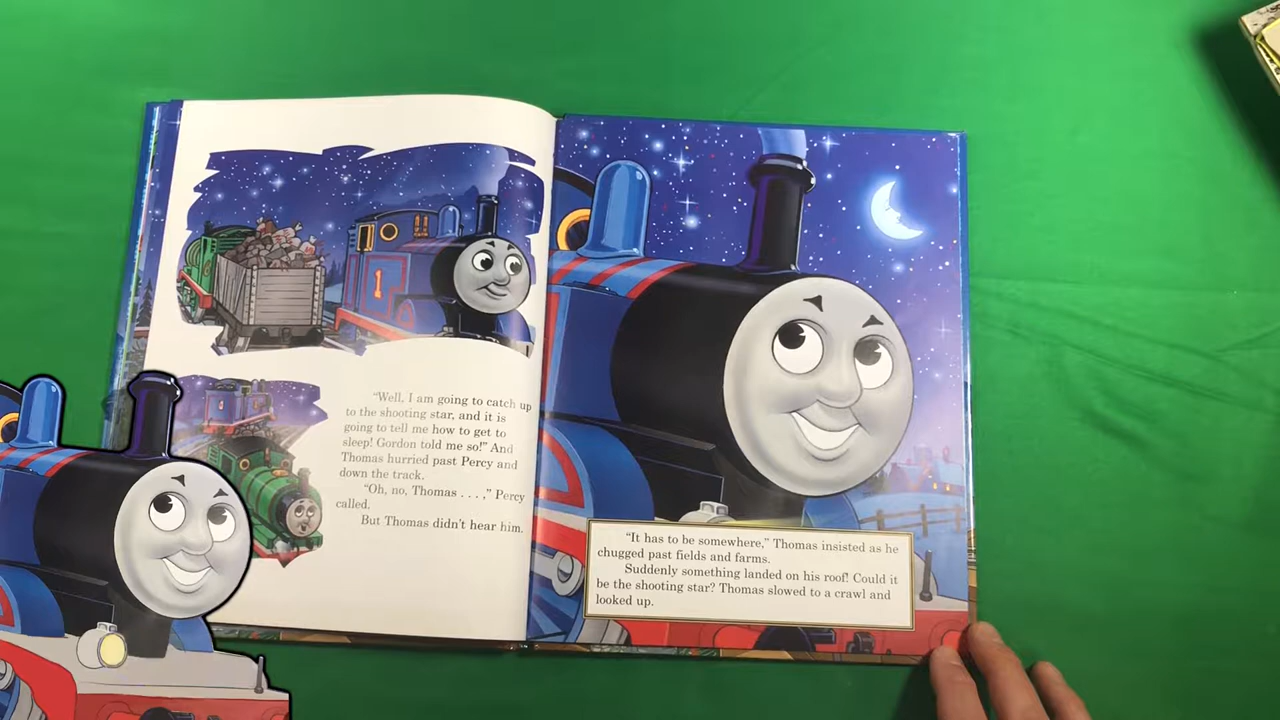 1
"Well, I am going to catch up
to the shooting star, and it is
going to tell me how to get to
sleep! Gordon told me so!" And
Thomas hurried past Percy and
down the track.
"Oh, no, Thomas . . . ," Percy
called.
But Thomas didn't hear him.
"It has to be somewhere," Thomas insisted as he
chugged past fields and farms.
Suddenly something landed on his roof! Could it
be the shooting star? Thomas slowed to a crawl and
looked up.